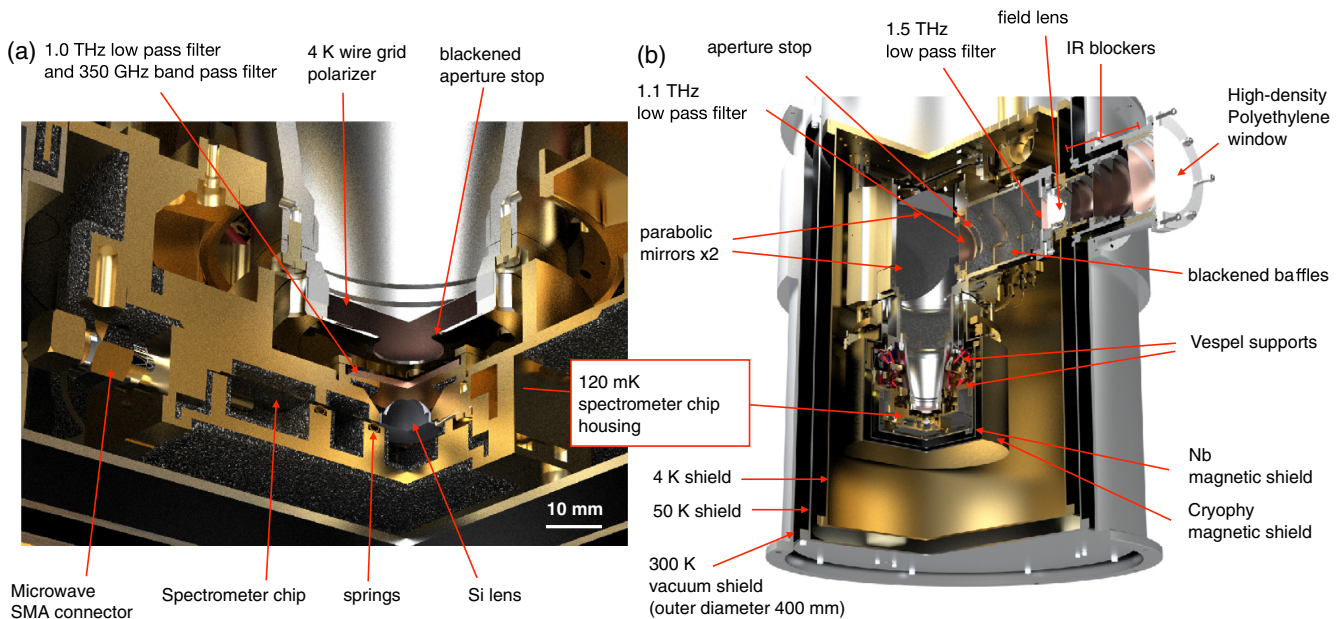 (a)
1.0 THz low pass filter
and 350 GHz band pass filter
4 K wire grid
polarizer
blackened
aperture stop
120 mK
spectrometer chip
housing
10 mm
Microwave
SMA connector
Spectrometer chip
springs
Si lens
(b)
aperture stop
1.5 THz
low pass filter
field lens
IR blockers
1.1 THz
low pass filter
High-density
Polyethylene
window
parabolic
mirrors x2
blackened baffles
Vespel supports
4 K shield
50 K shield
300 K
vacuum shield
(outer diameter 400 mm)
Nb
magnetic shield
Cryophy
magnetic shield